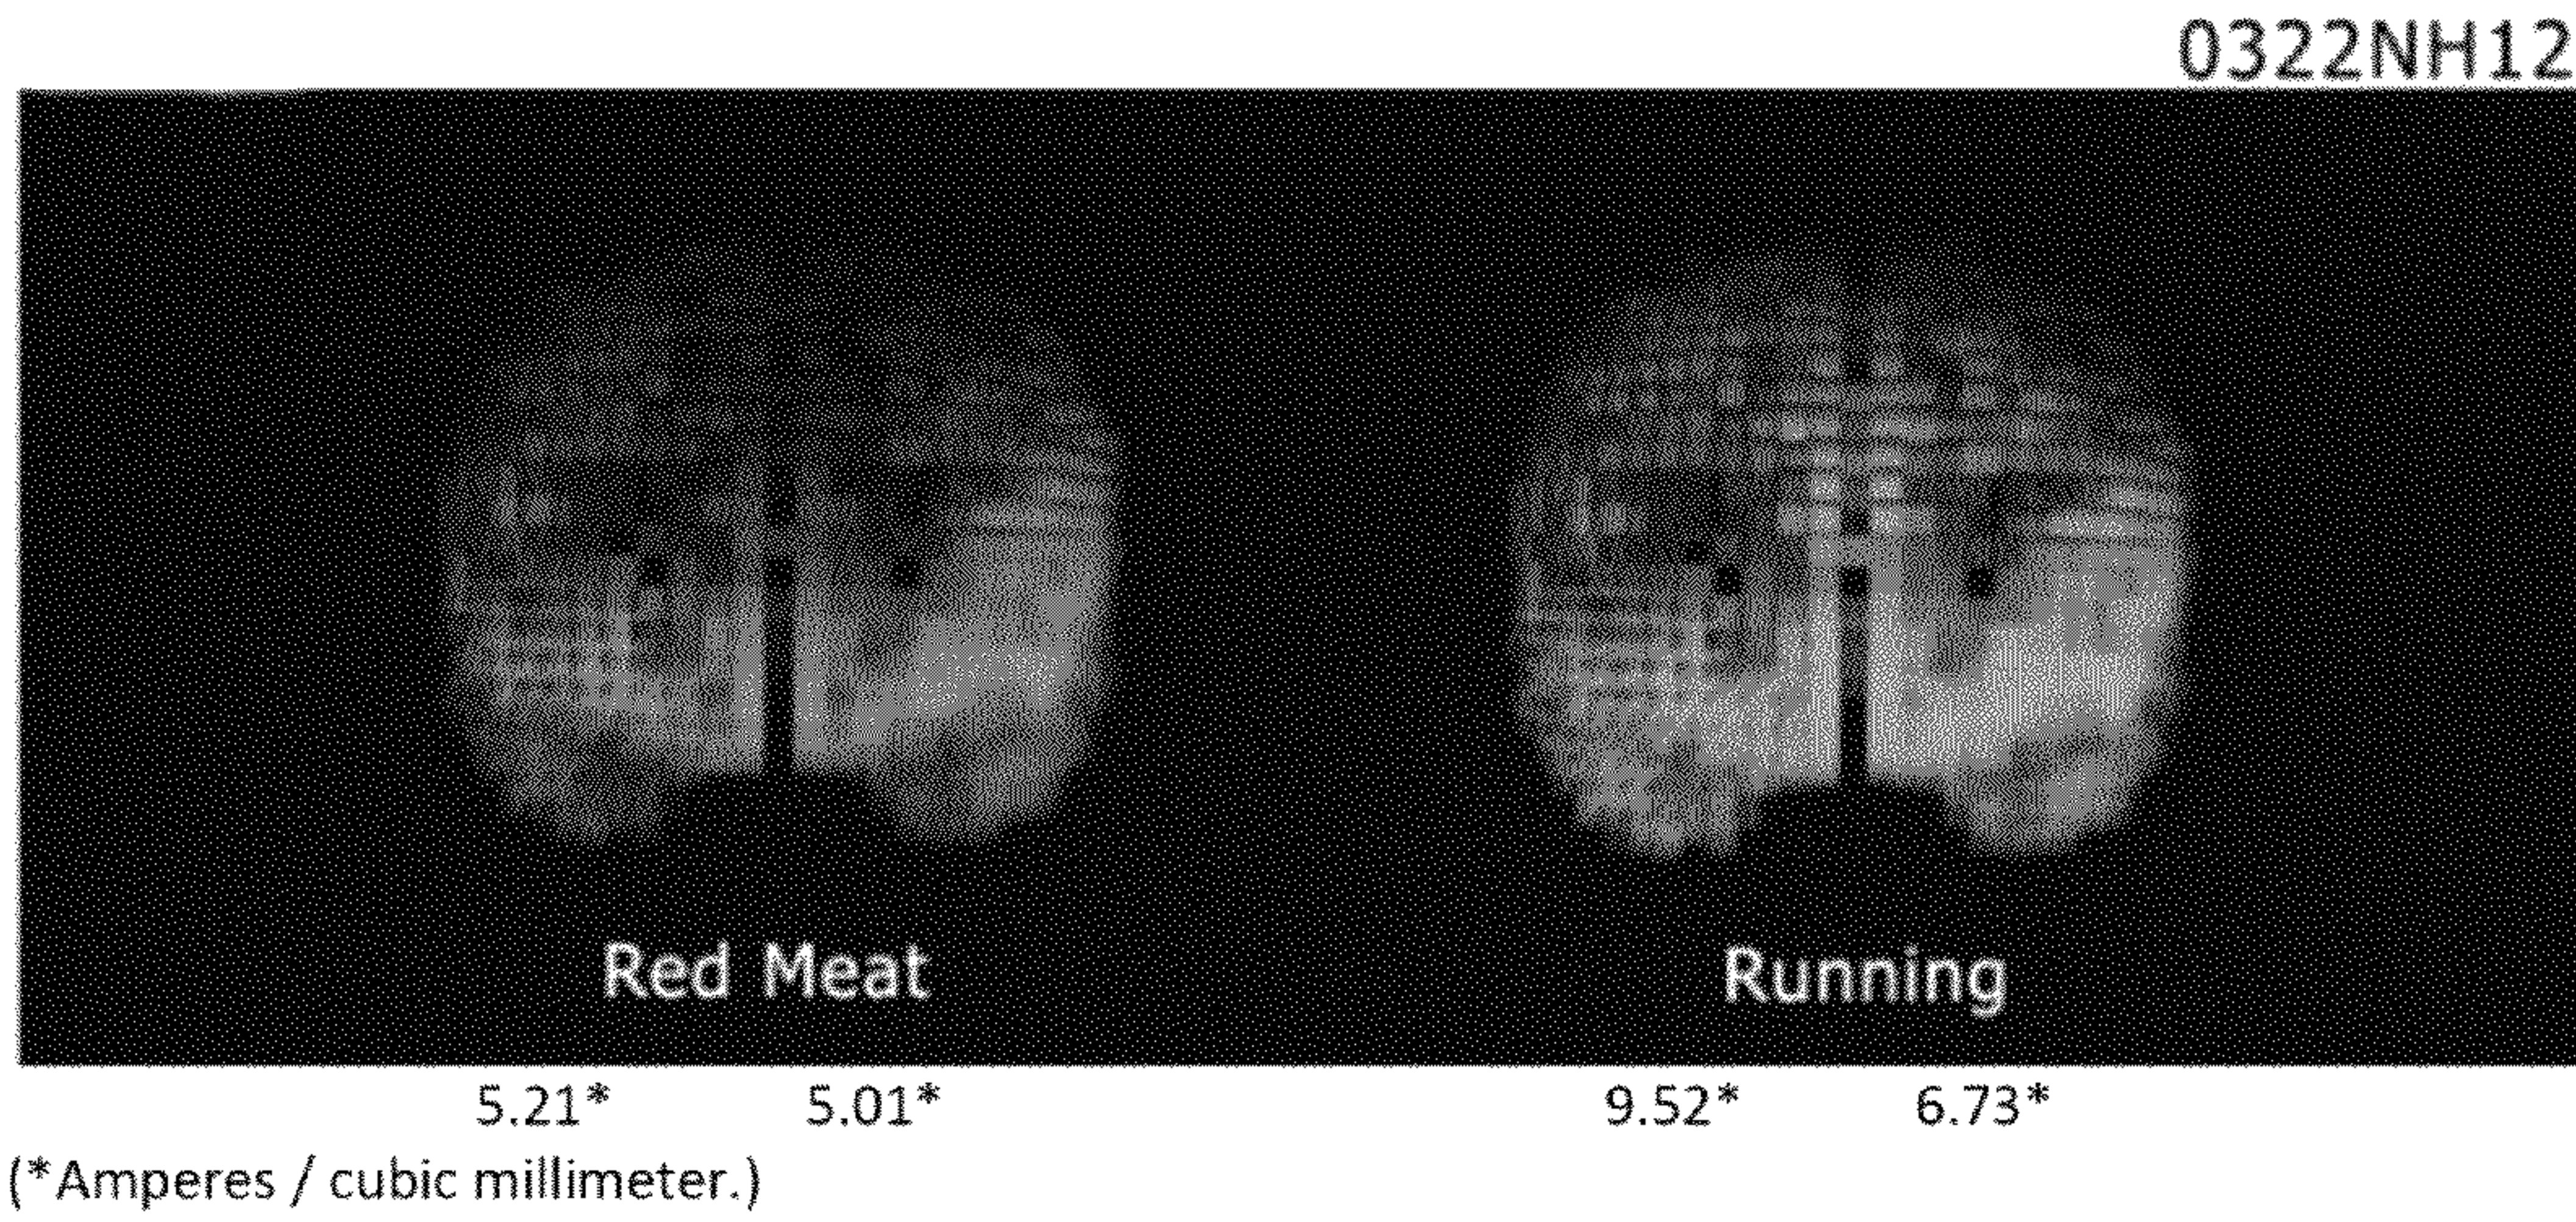 0322NH12
Red Meat
Running
5.21*
5.01*
9.52*
6.73*
(*Amperes / cubic millimeter.)